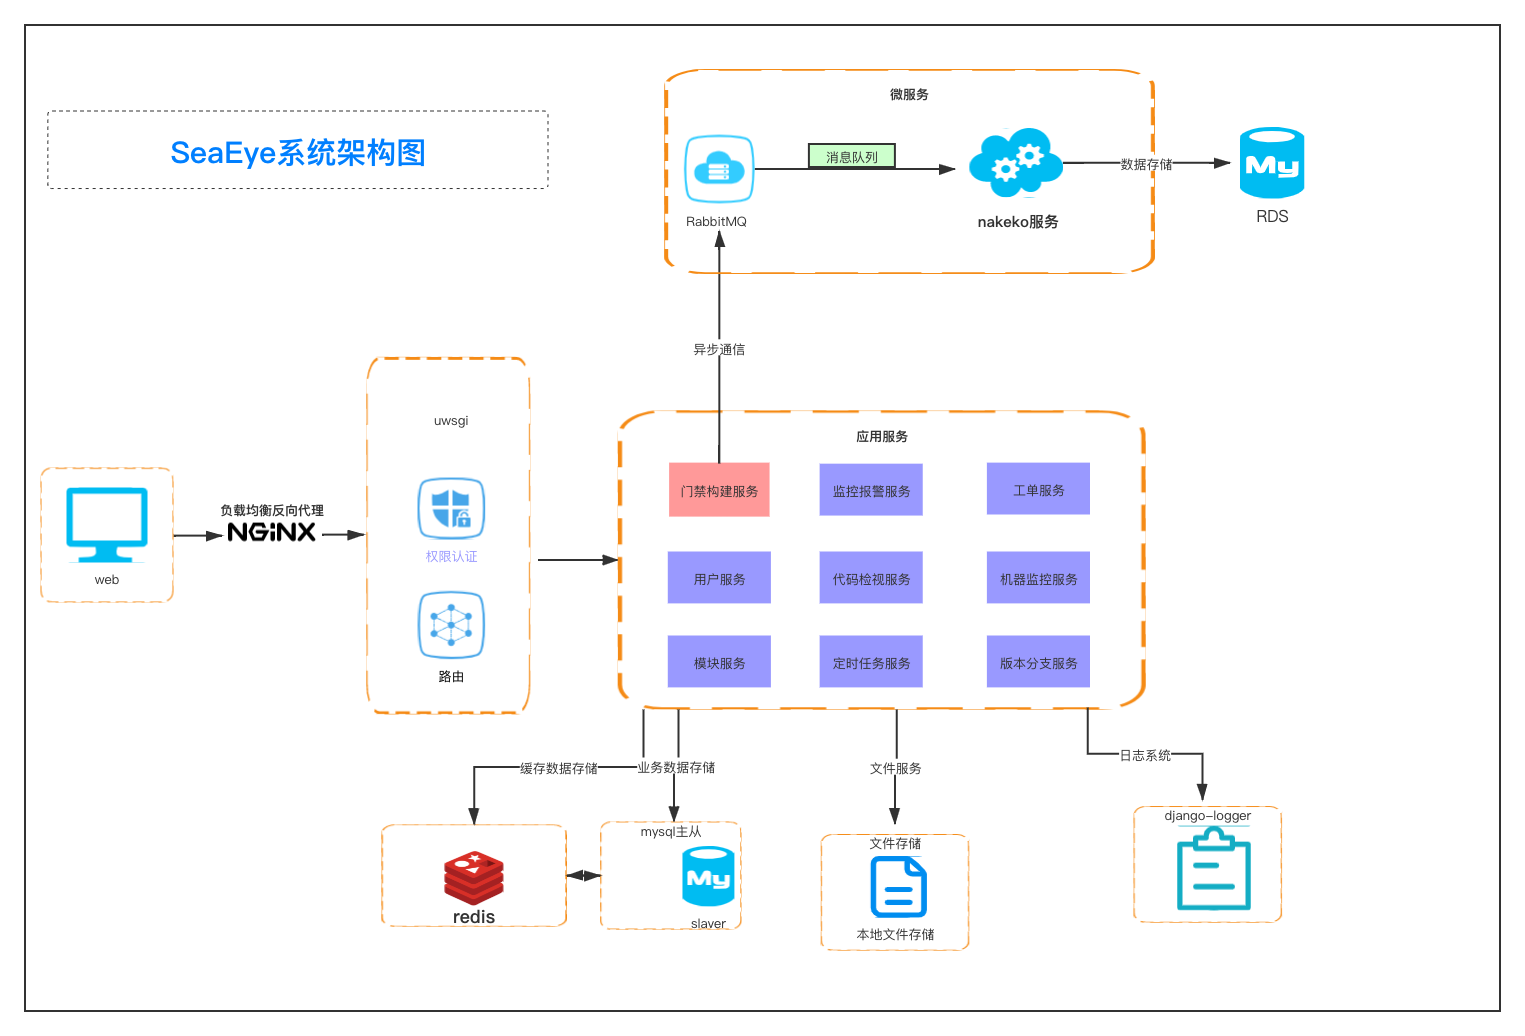 SeaEye系统架构图
微服务
消息队列
RabbitMQ
nakeko服务
数据存储
RDS
异步通信
uwsgi
权限认证
路由
web
负载均衡反向代理
NGiNX
应用服务
门禁构建服务
监控报警服务
工单服务
用户服务
代码检视服务
机器监控服务
模块服务
定时任务服务
版本分支服务
缓存数据存储
业务数据存储
文件服务
日志系统
redis
mysql主从
My
slaver
文件存储
本地文件存储
django-logger
My